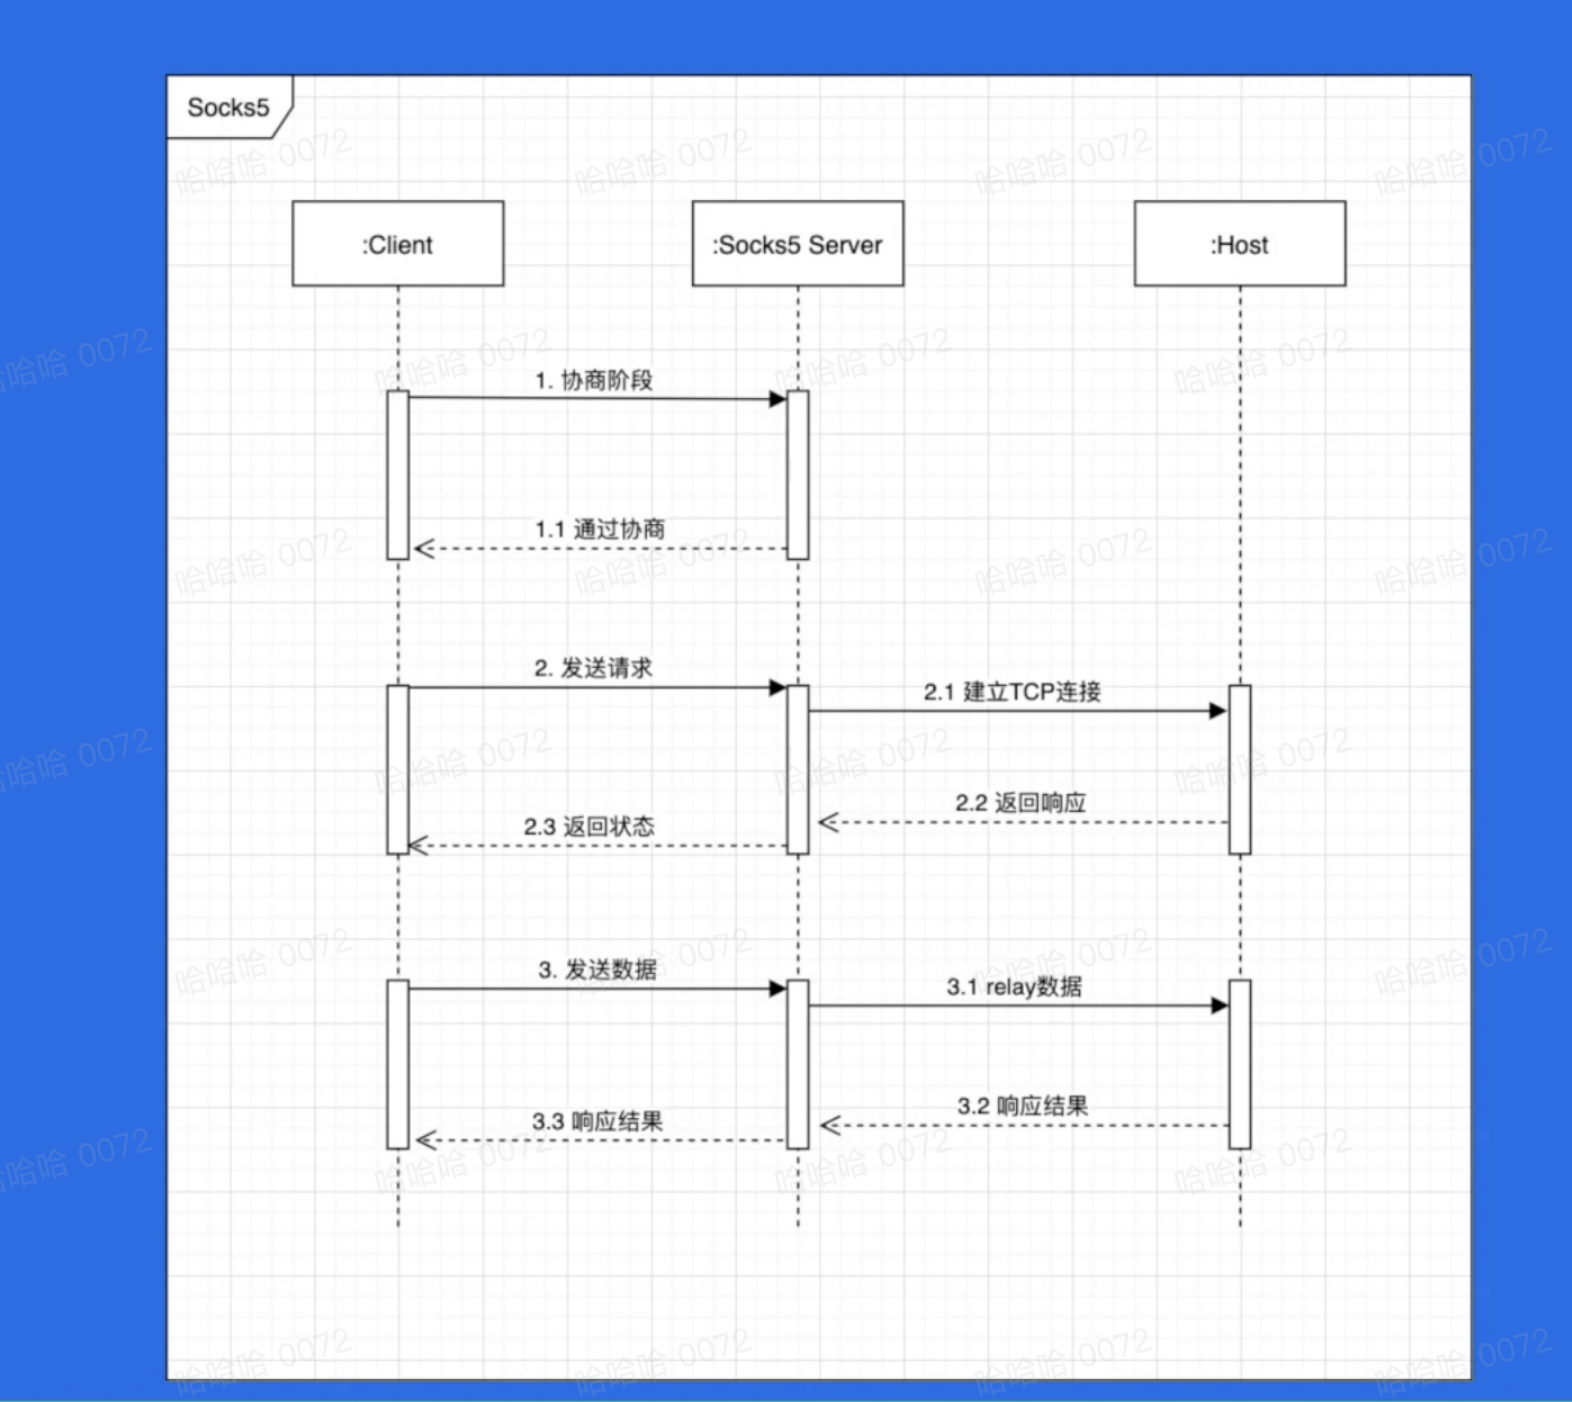 Socks5
:Client
:Socks5 Server
:Host
1. 协商阶段
1.1 通过协商
2. 发送请求
2.1 建立TCP连接
2.2 返回响应
2.3 返回状态
3. 发送数据
3.1 relay数据
3.2 响应结果
3.3 响应结果
哈哈哈 0072